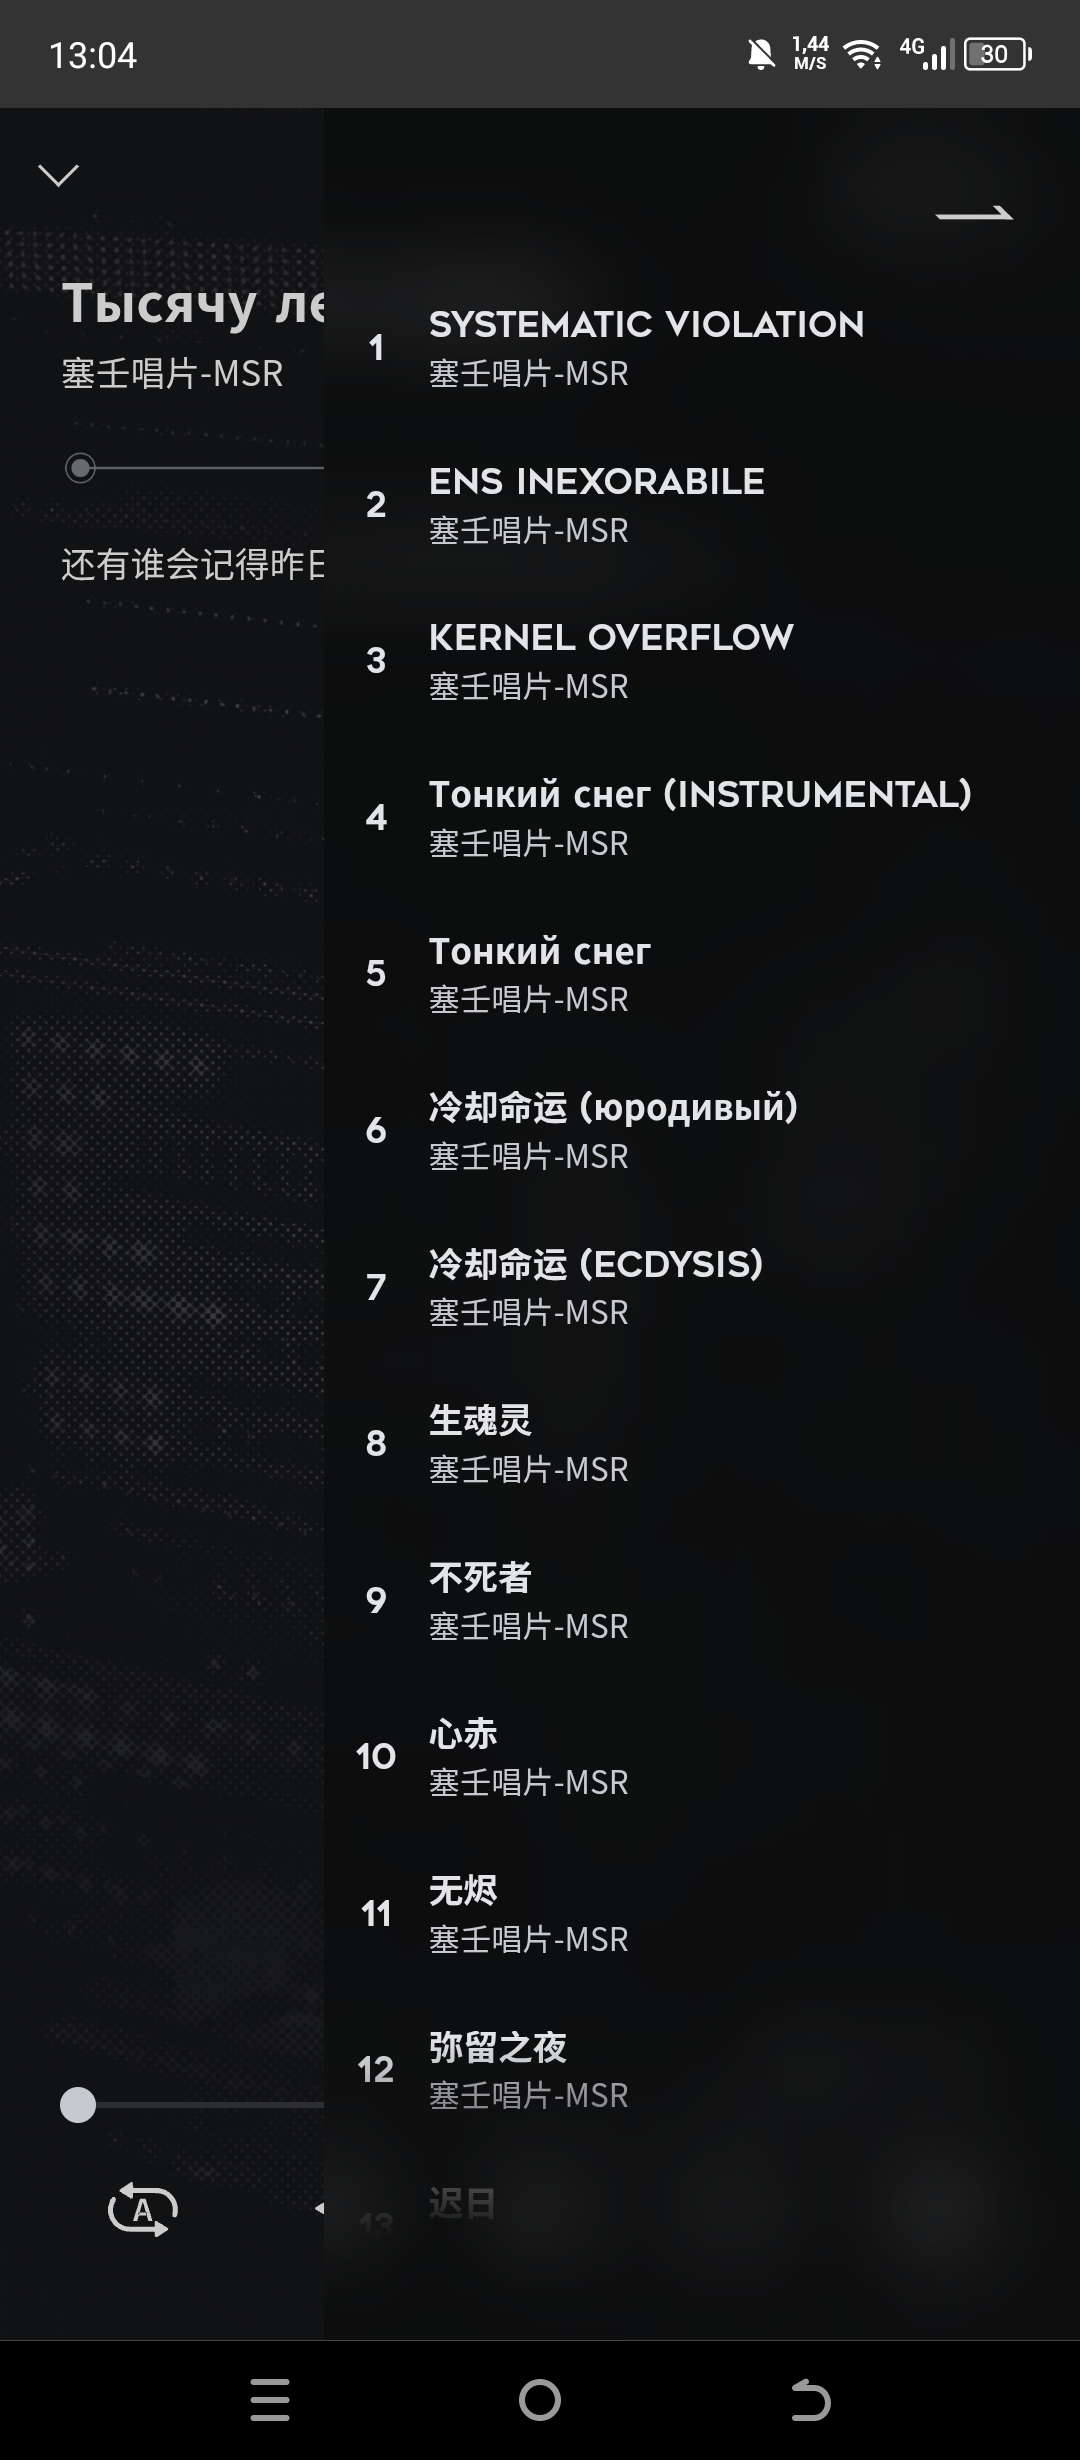 13:04
1,44
M/S
4G
30
Тысячу
塞壬唱片-MSR
还有谁会记得昨日
A
1
SYSTEMATIC VIOLATION
塞壬唱片-MSR
2
ENS INEXORABILE
塞壬唱片-MSR
3
KERNEL OVERFLOW
塞壬唱片-MSR
4
Тонкий снег (INSTRUMENTAL)
塞壬唱片-MSR
5
Тонкий снег
塞壬唱片-MSR
6
冷却命运 (юродивый)
塞壬唱片-MSR
7
冷却命运 (ECDYSIS)
塞壬唱片-MSR
8
生魂灵
塞壬唱片-MSR
9
不死者
塞壬唱片-MSR
10
心赤
塞壬唱片-MSR
11
无烬
塞壬唱片-MSR
12
弥留之夜
塞壬唱片-MSR
13
迟日